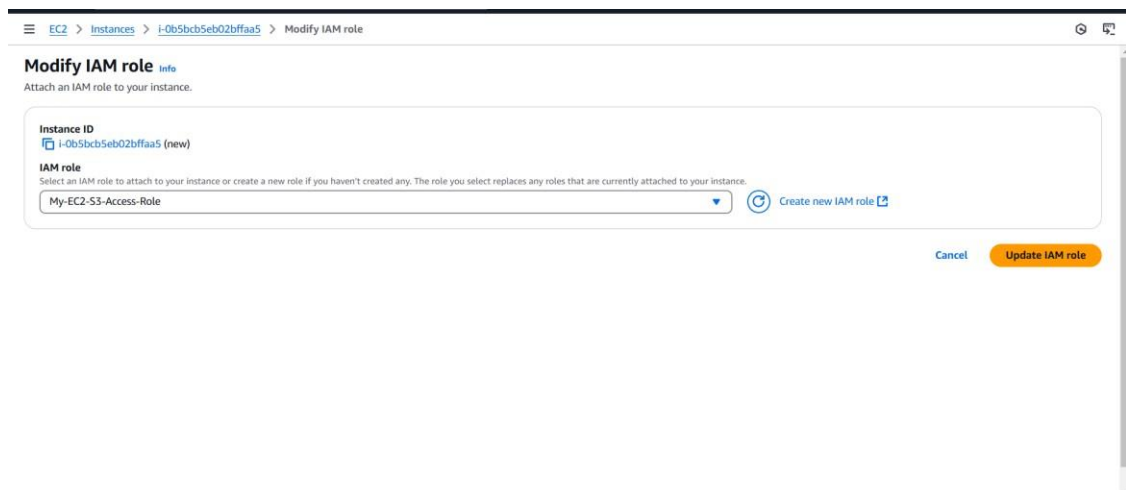 EC2 > Instances > i-0b5bcb5eb02bffaa5 > Modify IAM role
Modify IAM role Info
Attach an IAM role to your instance.
Instance ID
i-0b5bcb5eb02bffaa5 (new)
IAM role
Select an IAM role to attach to your instance or create a new role if you haven't created any. The role you select replaces any roles that are currently attached to your instance.
My-EC2-S3-Access-Role
Create new IAM role
Cancel
Update IAM role